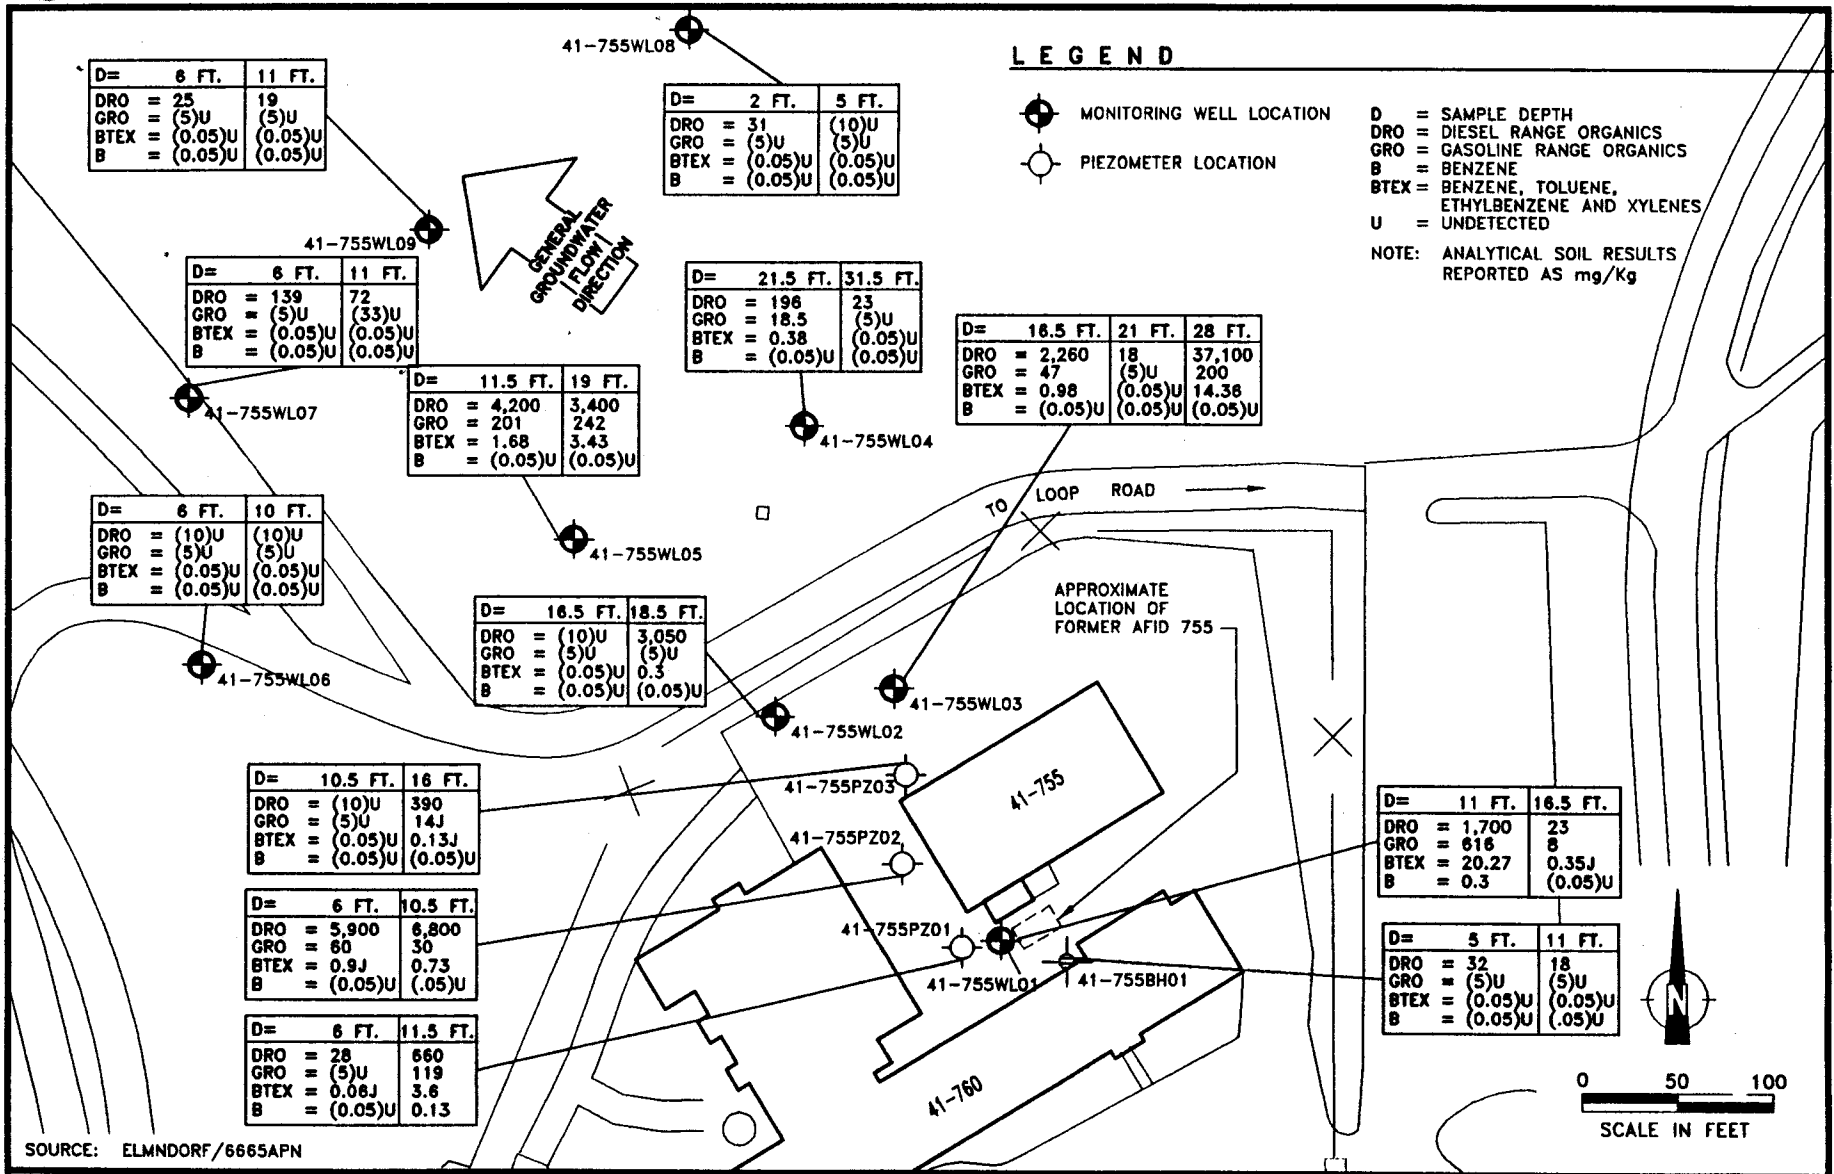 41-755WL08
D= 6 FT. 11 FT.
DRO = 25 19
GRO = (5)U (5)U
BTEX = (0.05)U (0.05)U
B = (0.05)U (0.05)U
41-755WL09
D= 2 FT. 5 FT.
DRO = 31 (10)U
GRO = (5)U (5)U
BTEX = (0.05)U (0.05)U
B = (0.05)U (0.05)U
LEGEND
MONITORING WELL LOCATION
PIEZOMETER LOCATION
D = SAMPLE DEPTH
DRO = DIESEL RANGE ORGANICS
GRO = GASOLINE RANGE ORGANICS
B = BENZENE
BTEX = BENZENE, TOLUENE,
ETHYLBENZENE AND XYLENES
U = UNDETECTED
NOTE: ANALYTICAL SOIL RESULTS
REPORTED AS mg/Kg
GENERAL
GROUNDWATER
FLOW
DIRECTION
D= 6 FT. 11 FT.
DRO = 139 72
GRO = (5)U (33)U
BTEX = (0.05)U (0.05)U
B = (0.05)U (0.05)U
41-755WL07
D= 21.5 FT. 31.5 FT.
DRO = 196 23
GRO = 18.5 (5)U
BTEX = 0.38 (0.05)U
B = (0.05)U (0.05)U
41-755WL04
D= 16.5 FT. 21 FT. 28 FT.
DRO = 2,260 18 37,100
GRO = 47 (5)U 200
BTEX = 0.98 (0.05)U 14.36
B = (0.05)U (0.05)U (0.05)U
D= 11.5 FT. 19 FT.
DRO = 4,200 3,400
GRO = 201 242
BTEX = 1.68 3.43
B = (0.05)U (0.05)U
41-755WL05
TO LOOP ROAD
D= 6 FT. 10 FT.
DRO = (10)U (10)U
GRO = (5)U (5)U
BTEX = (0.05)U (0.05)U
B = (0.05)U (0.05)U
41-755WL06
APPROXIMATE
LOCATION OF
FORMER AFID 755
D= 16.5 FT. 18.5 FT.
DRO = (10)U 3,050
GRO = (5)U (5)U
BTEX = (0.05)U 0.3
B = (0.05)U (0.05)U
41-755WL03
41-755WL02
D= 10.5 FT. 16 FT.
DRO = (10)U 390
GRO = (5)U 14J
BTEX = (0.05)U 0.13J
B = (0.05)U (0.05)U
41-755PZ03
41-755
41-755PZ02
D= 11 FT. 16.5 FT.
DRO = 1,700 23
GRO = 616 8
BTEX = 20.27 0.35J
B = 0.3 (0.05)U
D= 6 FT. 10.5 FT.
DRO = 5,900 6,800
GRO = 60 30
BTEX = 0.9J 0.73
B = (0.05)U (.05)U
41-755PZ01
41-755WL01
41-755BH01
D= 5 FT. 11 FT.
DRO = 32 18
GRO = (5)U (5)U
BTEX = (0.05)U (0.05)U
B = (0.05)U (.05)U
N
D= 6 FT. 11.5 FT.
DRO = 28 660
GRO = (5)U 119
BTEX = 0.06J 3.6
B = (0.05)U 0.13
41-760
0 50 100
SCALE IN FEET
SOURCE: ELMNDORF/6665APN